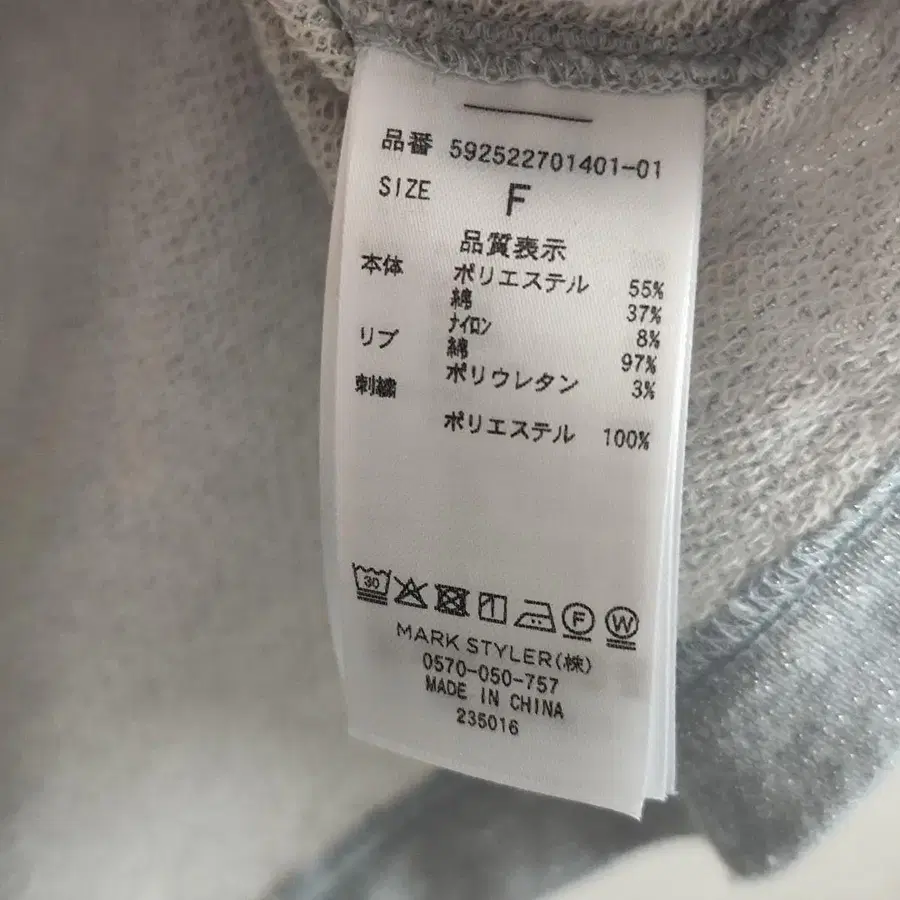 品番 592522701401-01
SIZE F
品質表示
本体 ポリエステル 55%
綿 37%
ナイロン 8%
リブ 綿 97%
ポリウレタン 3%
刺繍
ポリエステル 100%
30
F W
MARK STYLER(株)
0570-050-757
MADE IN CHINA
235016